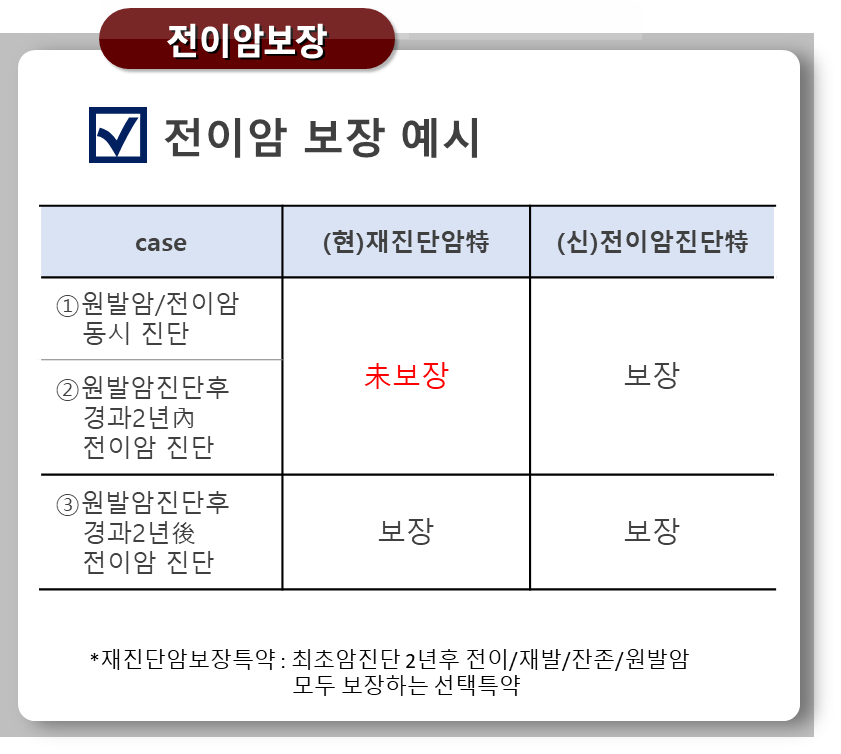 전이암보장
전이암 보장 예시
case
(현)재진단암特
(신)전이암진단特
①원발암/전이암
동시 진단
未보장
보장
②원발암진단후
경과2년內
전이암 진단
③원발암진단후
경과2년後
전이암 진단
보장
보장
*재진단암보장특약 : 최초암진단 2년후 전이/재발/잔존/원발암
모두 보장하는 선택특약